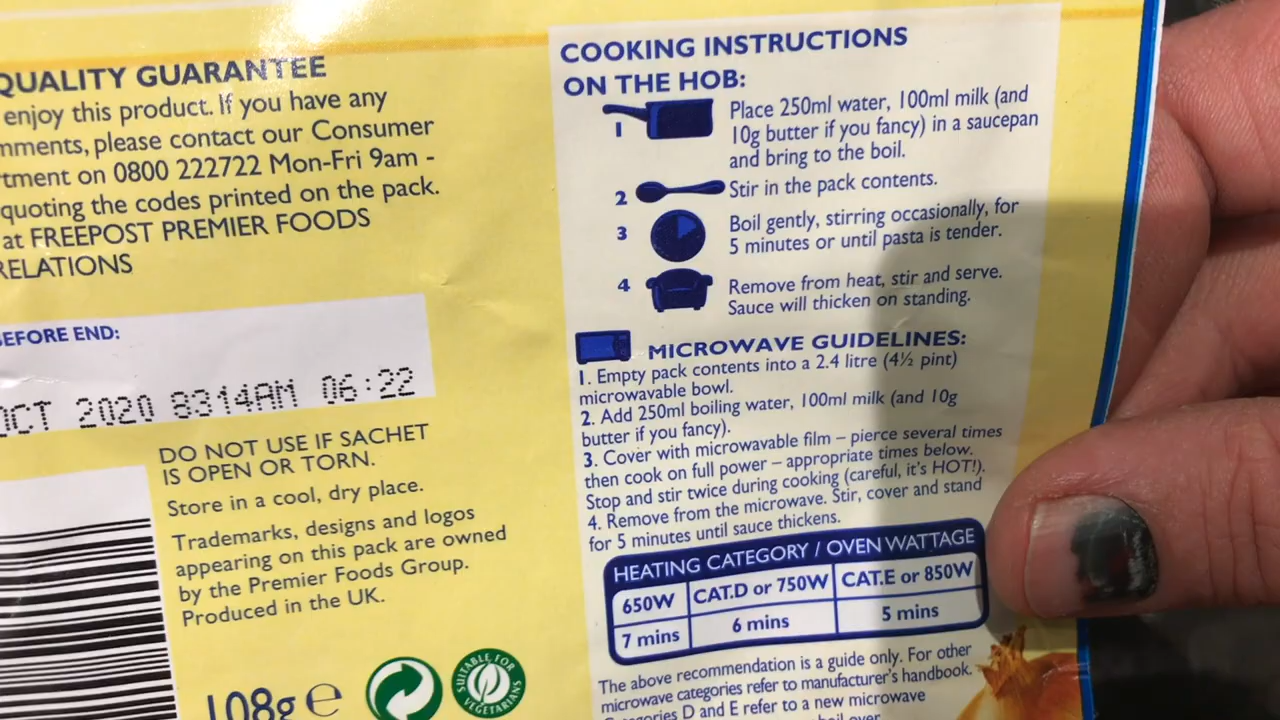 QUALITY GUARANTEE
enjoy this product. If you have any
please contact our Consumer
on 0800 222722 Mon-Fri 9am -
quoting the codes printed on the pack.
at FREEPOST PREMIER FOODS
RELATIONS
BEFORE END:
OCT 2020 8314AM 06:22
DO NOT USE IF SACHET
IS OPEN OR TORN.
Store in a cool, dry place.
Trademarks, designs and logos
appearing on this pack are owned
by the Premier Foods Group.
Produced in the UK.
108g e
SUITABLE FOR VEGETARIANS
COOKING INSTRUCTIONS
ON THE HOB:
1 Place 250ml water, 100ml milk (and
10g butter if you fancy) in a saucepan
and bring to the boil.
2 Stir in the pack contents.
3 Boil gently, stirring occasionally, for
5 minutes or until pasta is tender.
4 Remove from heat, stir and serve.
Sauce will thicken on standing.
MICROWAVE GUIDELINES:
1. Empty pack contents into a 2.4 litre (4½ pint)
microwavable bowl.
2. Add 250ml boiling water, 100ml milk (and 10g
butter if you fancy).
3. Cover with microwavable film – pierce several times
then cook on full power – appropriate times below.
Stop and stir twice during cooking (careful, it's HOT!).
4. Remove from the microwave. Stir, cover and stand
for 5 minutes until sauce thickens.
HEATING CATEGORY / OVEN WATTAGE
650W CAT.D or 750W CAT.E or 850W
7 mins 6 mins 5 mins
The above recommendation is a guide only. For other
microwave categories refer to manufacturer's handbook.
D and E refer to a new microwave
boil over